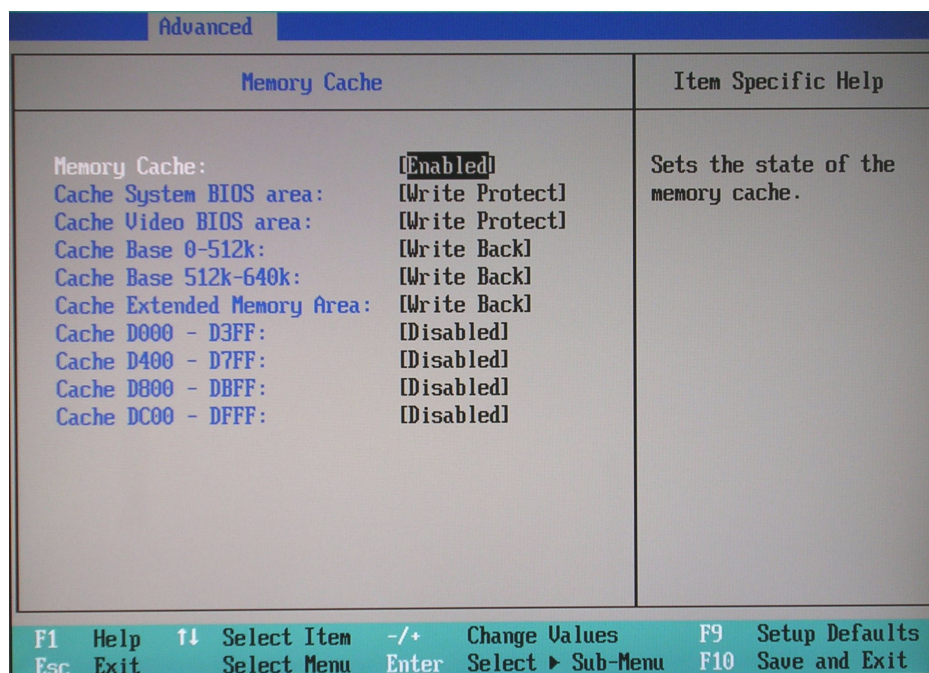 Advanced
Memory Cache
Item Specific Help
Memory Cache: [Enabled]
Cache System BIOS area: [Write Protect]
Cache Video BIOS area: [Write Protect]
Cache Base 0-512k: [Write Back]
Cache Base 512k-640k: [Write Back]
Cache Extended Memory Area: [Write Back]
Cache D000 - D3FF: [Disabled]
Cache D400 - D7FF: [Disabled]
Cache D800 - DBFF: [Disabled]
Cache DC00 - DFFF: [Disabled]
Sets the state of the
memory cache.
F1 Help ↑↓ Select Item -/+ Change Values F9 Setup Defaults
Esc Exit Select Menu Enter Select ▶ Sub-Menu F10 Save and Exit